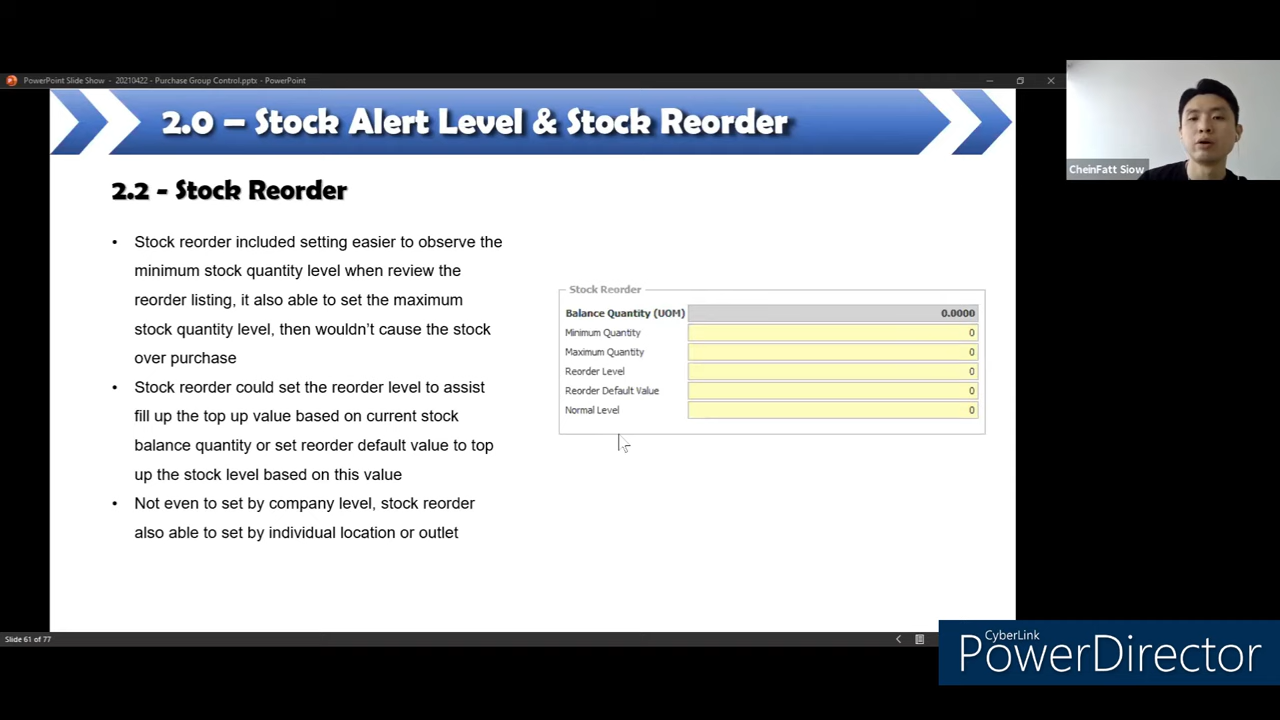 PowerPoint Slide Show - 20210422 - Purchase Group Control.pptx - PowerPoint
2.0 – Stock Alert Level & Stock Reorder
CheinFatt Siow
2.2 - Stock Reorder
• Stock reorder included setting easier to observe the
minimum stock quantity level when review the
reorder listing, it also able to set the maximum
stock quantity level, then wouldn't cause the stock
over purchase
• Stock reorder could set the reorder level to assist
fill up the top up value based on current stock
balance quantity or set reorder default value to top
up the stock level based on this value
• Not even to set by company level, stock reorder
also able to set by individual location or outlet
Stock Reorder
Balance Quantity (UOM) 0.0000
Minimum Quantity 0
Maximum Quantity 0
Reorder Level 0
Reorder Default Value 0
Normal Level 0
Slide 61 of 77
CyberLink
PowerDirector